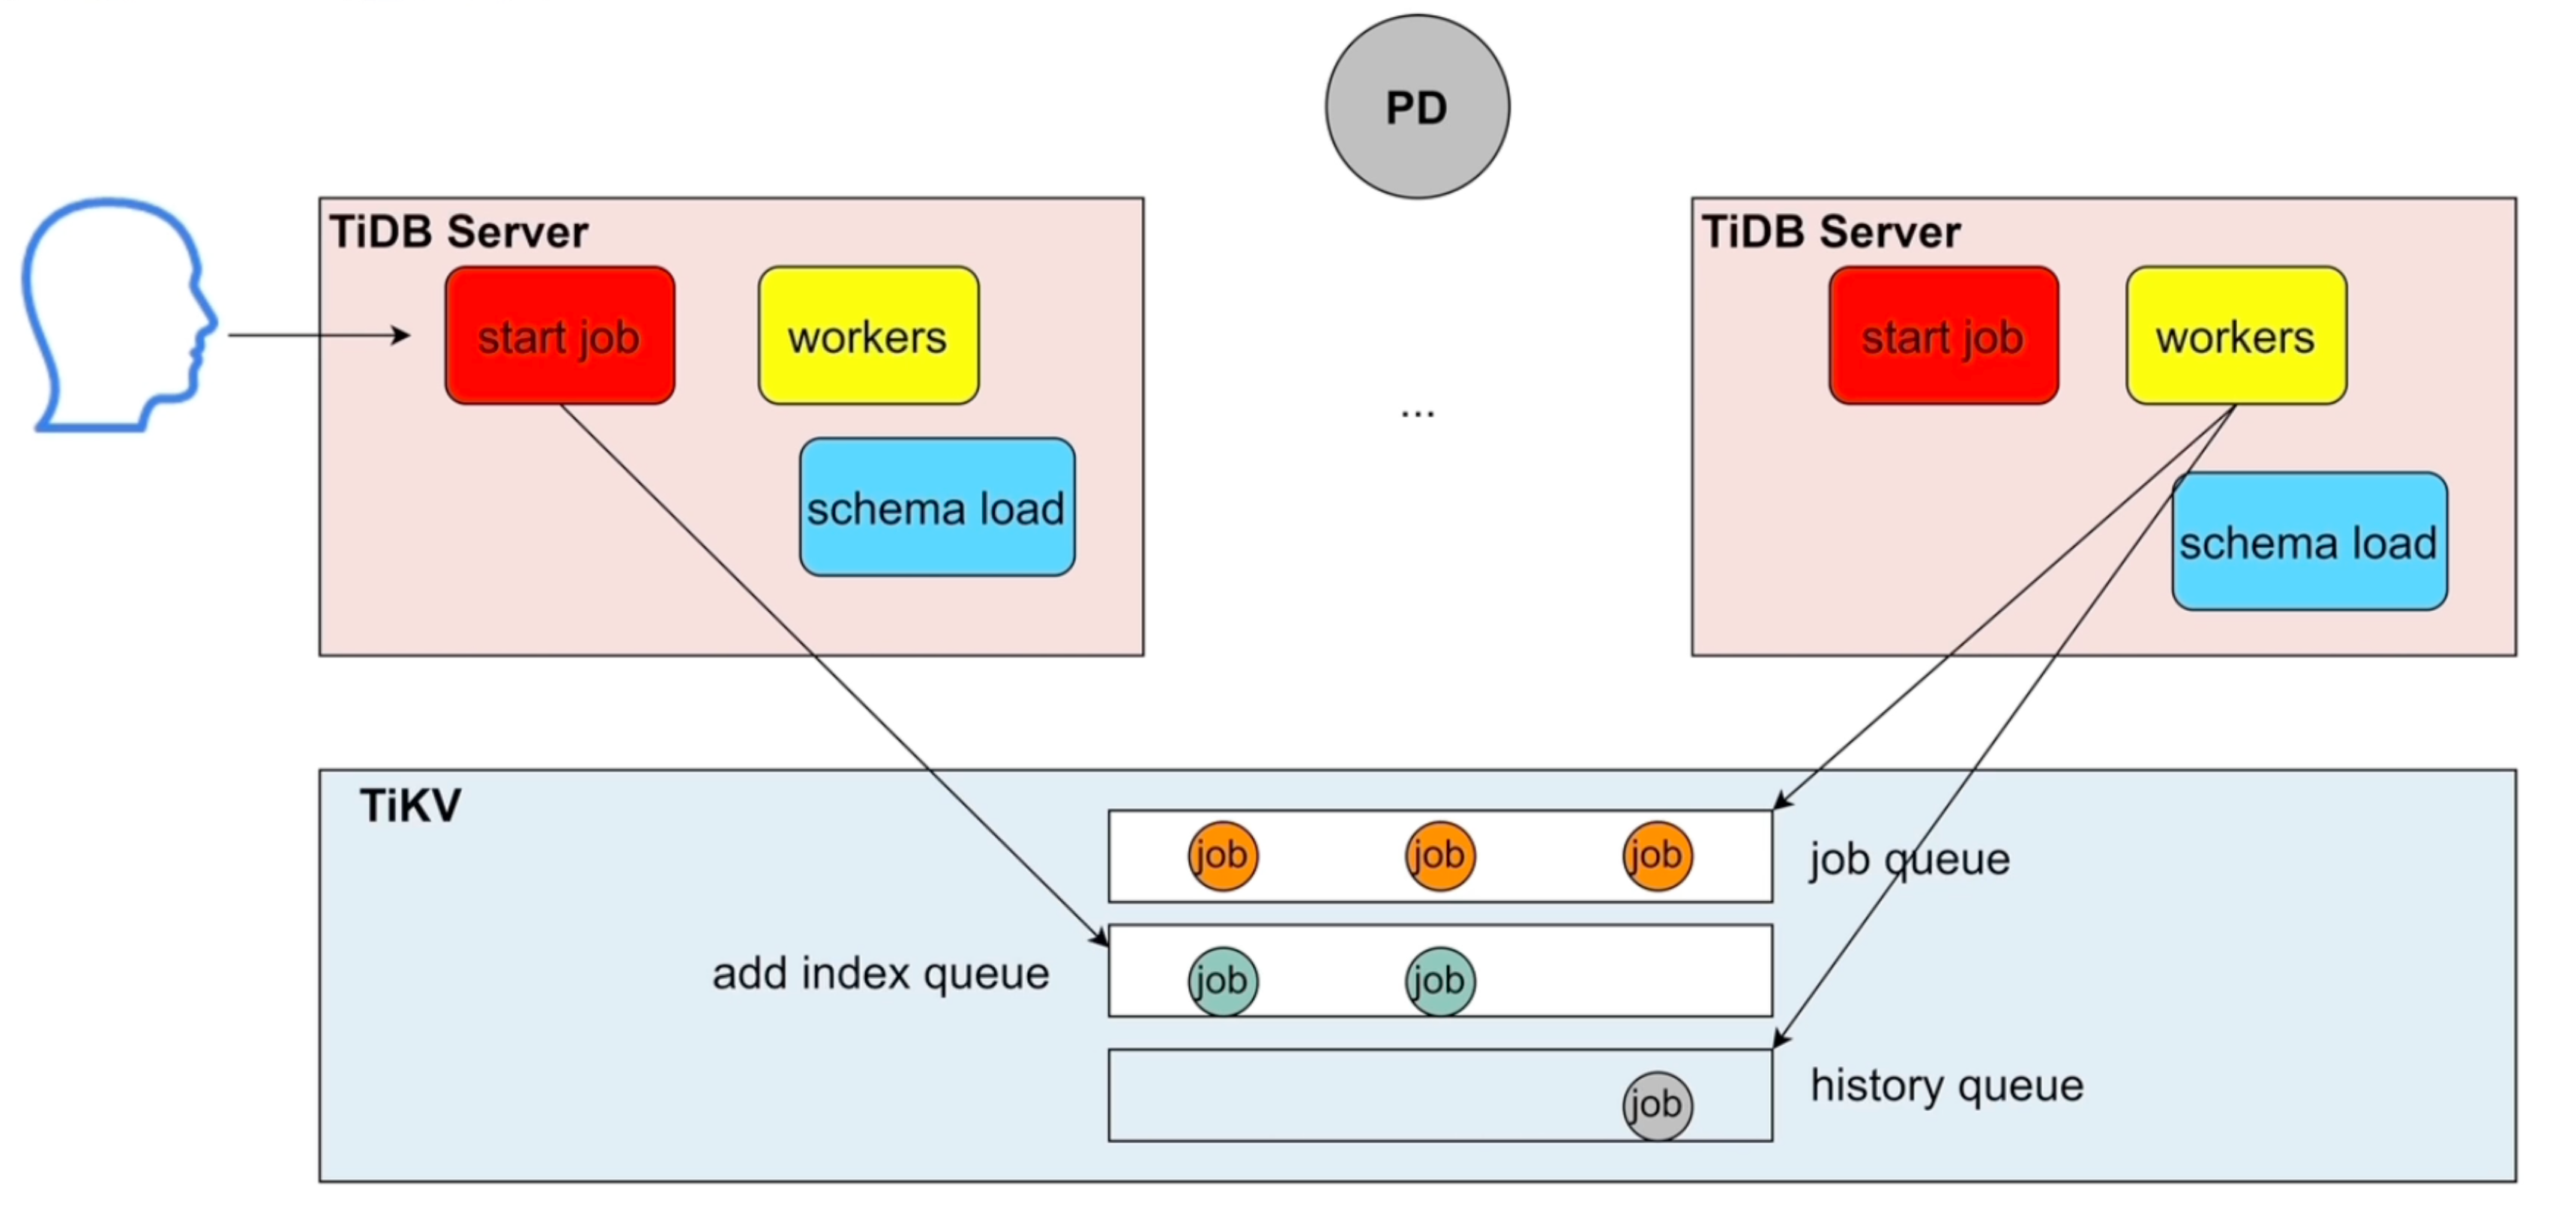 PD
TiDB Server
start job
workers
schema load
...
TiDB Server
start job
workers
schema load
TiKV
job
job
job
job queue
add index queue
job
job
job
history queue